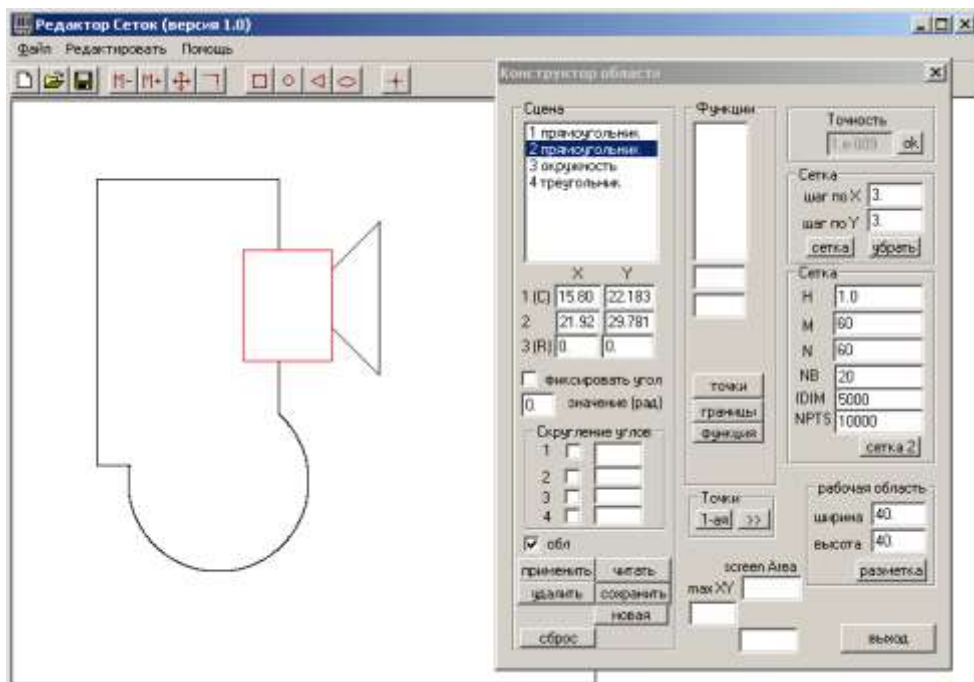 Редактор Сеток (версия 1.0)
Файл Редактировать Помощь
Конструктор области
Сцена
1 прямоугольник
2 прямоугольник
3 окружность
4 треугольник
X Y
1 (C) 15.80 22.183
2 21.92 29.781
3 (R) 0. 0.
фиксировать угол
0. значение (рад)
Скругление углов
1
2
3
4
обл
применить читать
удалить сохранить
новая
сброс
Функции
точки
границы
Функция
Точки
1-ая >>
screen Area
max XY
Точность
1.e-009 ok
Сетка
шаг по X 3.
шаг по Y 3.
сетка убрать
Сетка
H 1.0
M 60
N 60
NB 20
IDIM 5000
NPTS 10000
сетка 2
рабочая область
ширина 40.
высота 40.
разметка
выход